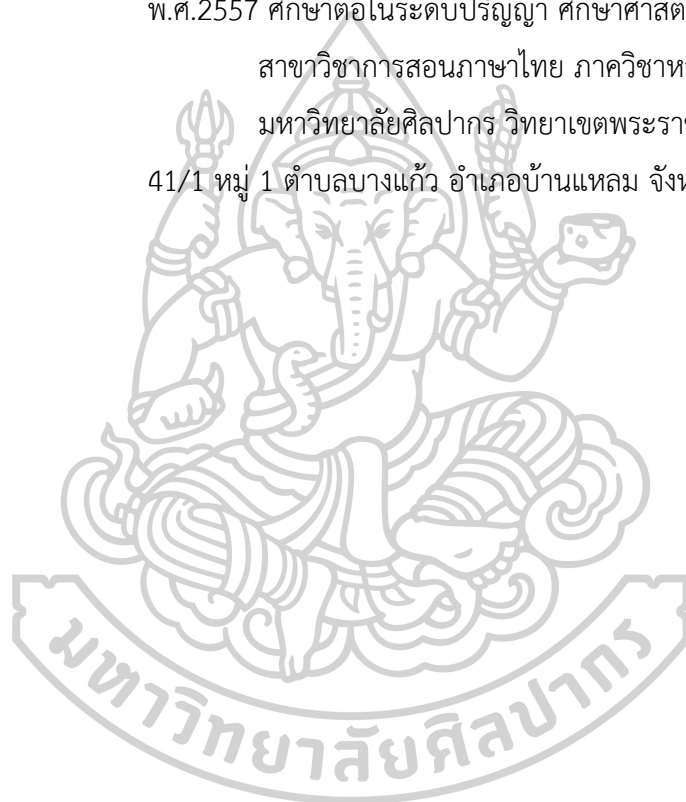 พ.ศ.2557 ศึกษาต่อในระดับปริญญา ศึกษาศาสต
สาขาวิชาการสอนภาษาไทย ภาควิชาห
มหาวิทยาลัยศิลปากร วิทยาเขตพระรา
41/1 หมู่ 1 ตำบลบางแก้ว อำเภอบ้านแหลม จังห
มหาวิทยาลัยศิลปากร